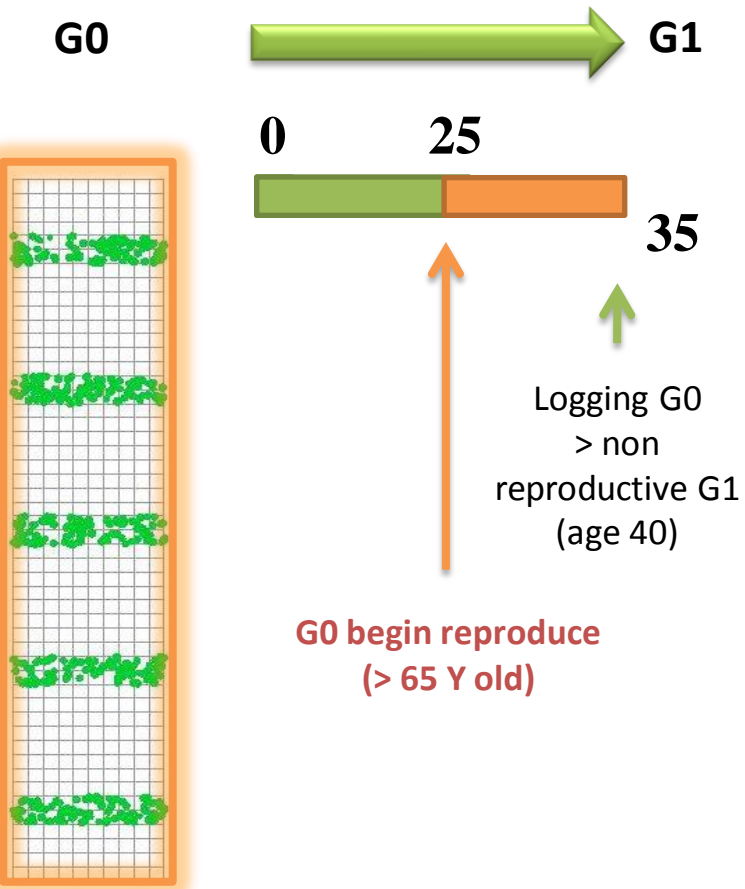 G0
G1
0
25
35
Logging G0
> non
reproductive G1
(age 40)
G0 begin reproduce
(> 65 Y old)